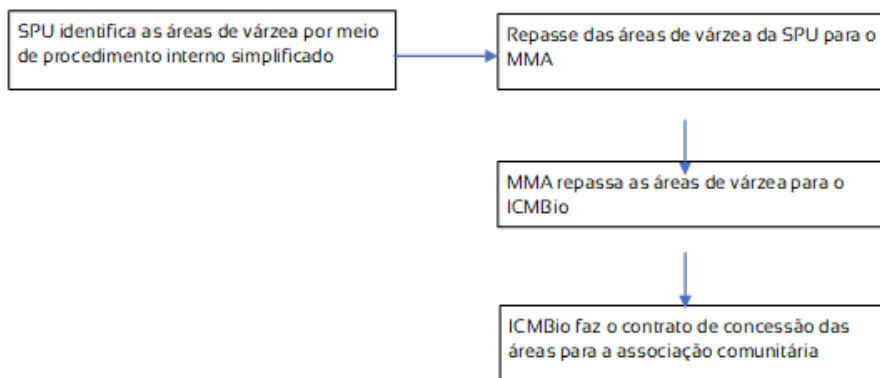 SPU identifica as áreas de várzea por meio
de procedimento interno simplificado
Repasse das áreas de várzea da SPU para o
MMA
MMA repassa as áreas de várzea para o
ICMBio
ICMBio faz o contrato de concessão das
áreas para a associação comunitária